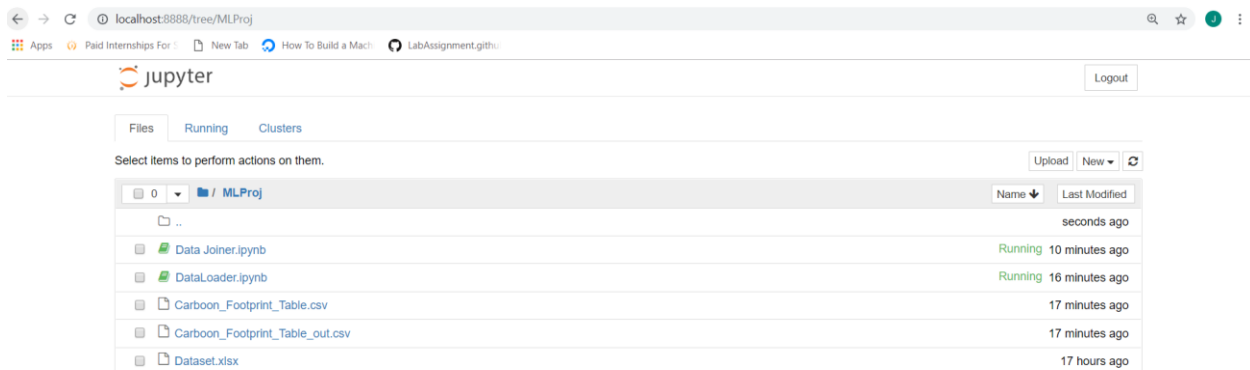 localhost:8888/tree/MLProj J
Apps Paid Internships For S New Tab How To Build a Mach LabAssignment.githu
jupyter Logout
Files Running Clusters
Select items to perform actions on them. Upload New
0 / MLProj Name Last Modified
.. seconds ago
Data Joiner.ipynb Running 10 minutes ago
DataLoader.ipynb Running 16 minutes ago
Carboon_Footprint_Table.csv 17 minutes ago
Carboon_Footprint_Table_out.csv 17 minutes ago
Dataset.xlsx 17 hours ago